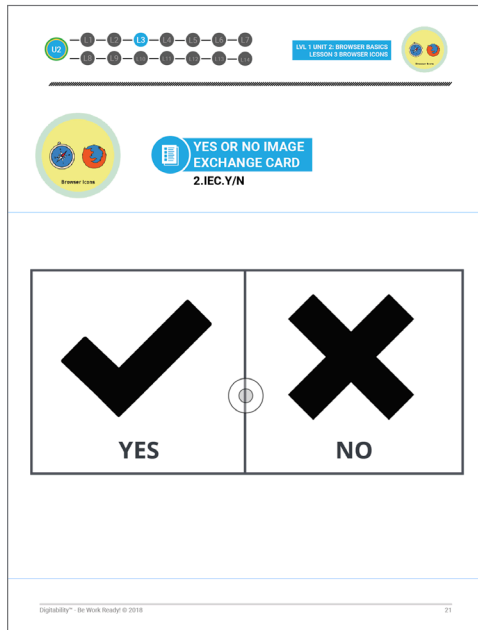 U2
L1 L2 L3 L4 L5 L6 L7
L8 L9 L10 L11 L12 L13 L14
LVL 1 UNIT 2: BROWSER BASICS
LESSON 3 BROWSER ICONS
Browser Icons
Browser Icons
YES OR NO IMAGE
EXCHANGE CARD
2.IEC.Y/N
YES NO
Digitability™ - Be Work Ready! © 2018 21